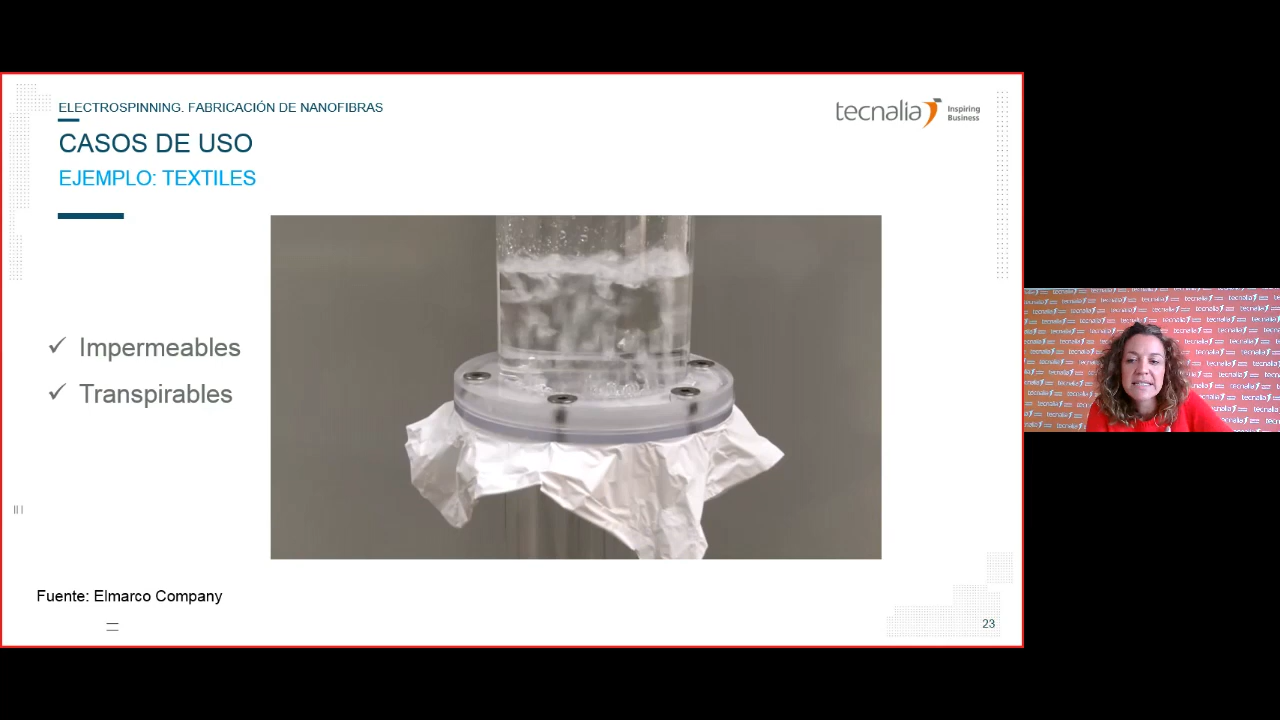 ELECTROSPINNING. FABRICACIÓN DE NANOFIBRAS
tecnalia Inspiring Business
CASOS DE USO
EJEMPLO: TEXTILES
✓ Impermeables
✓ Transpirables
Fuente: Elmarco Company
23